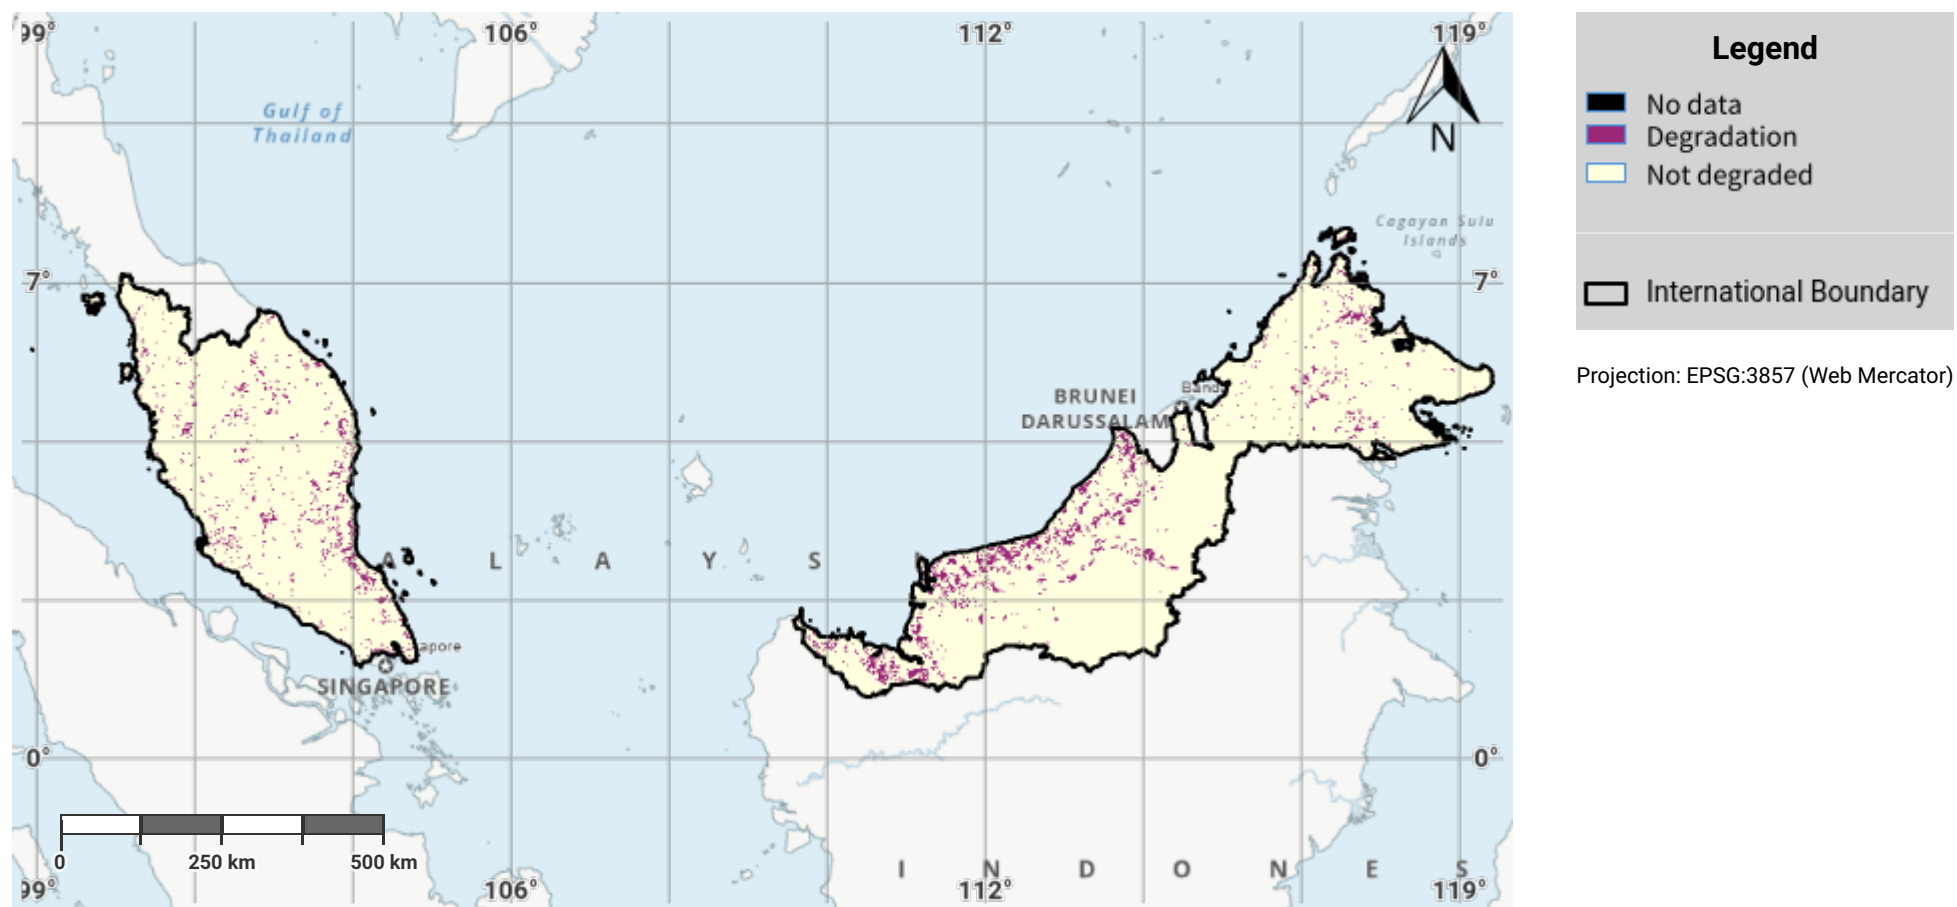 99°
106°
112°
119°
Gulf of
Thailand
N
Cagayan Sulu
Islands
7°
7°
BRUNEI
DARUSSALAM
Band
P
A L A Y S I
apore
SINGAPORE
0°
0°
0
250 km
500 km
I N D O N E S
99°
106°
112°
119°
Legend
No data
Degradation
Not degraded
International Boundary
Projection: EPSG:3857 (Web Mercator)